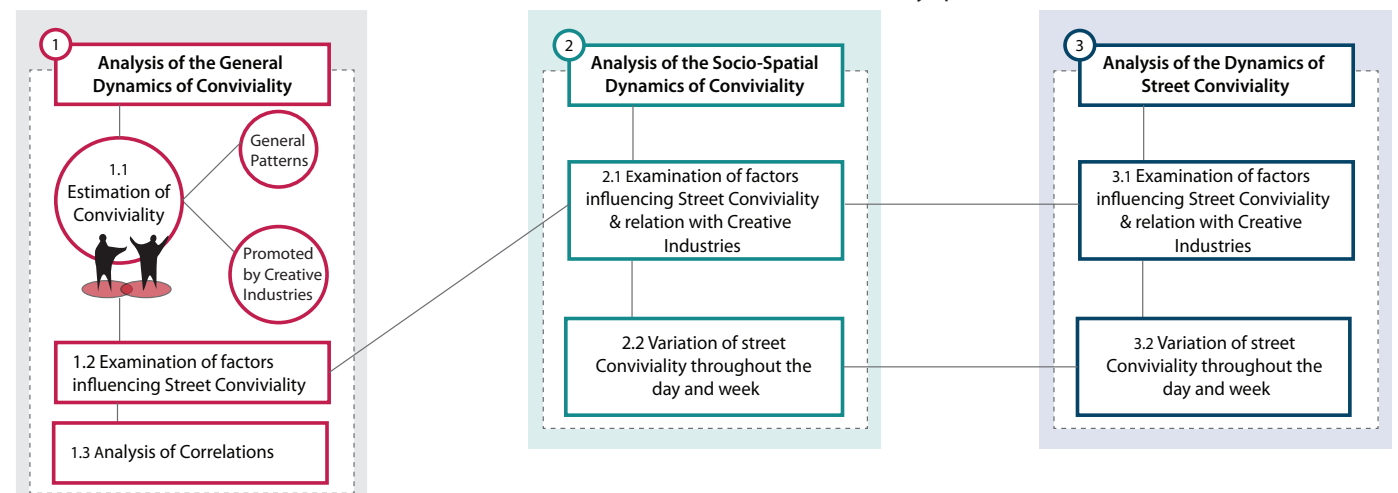 1
Analysis of the General
Dynamics of Conviviality
1.1
Estimation of
Conviviality
General
Patterns
Promoted
by Creative
Industries
1.2 Examination of factors
influencing Street Conviviality
1.3 Analysis of Correlations
2
Analysis of the Socio-Spatial
Dynamics of Conviviality
2.1 Examination of factors
influencing Street Conviviality
& relation with Creative
Industries
2.2 Variation of street
Conviviality throughout the
day and week
3
Analysis of the Dynamics of
Street Conviviality
3.1 Examination of factors
influencing Street Conviviality
& relation with Creative
Industries
3.2 Variation of street
Conviviality throughout the
day and week